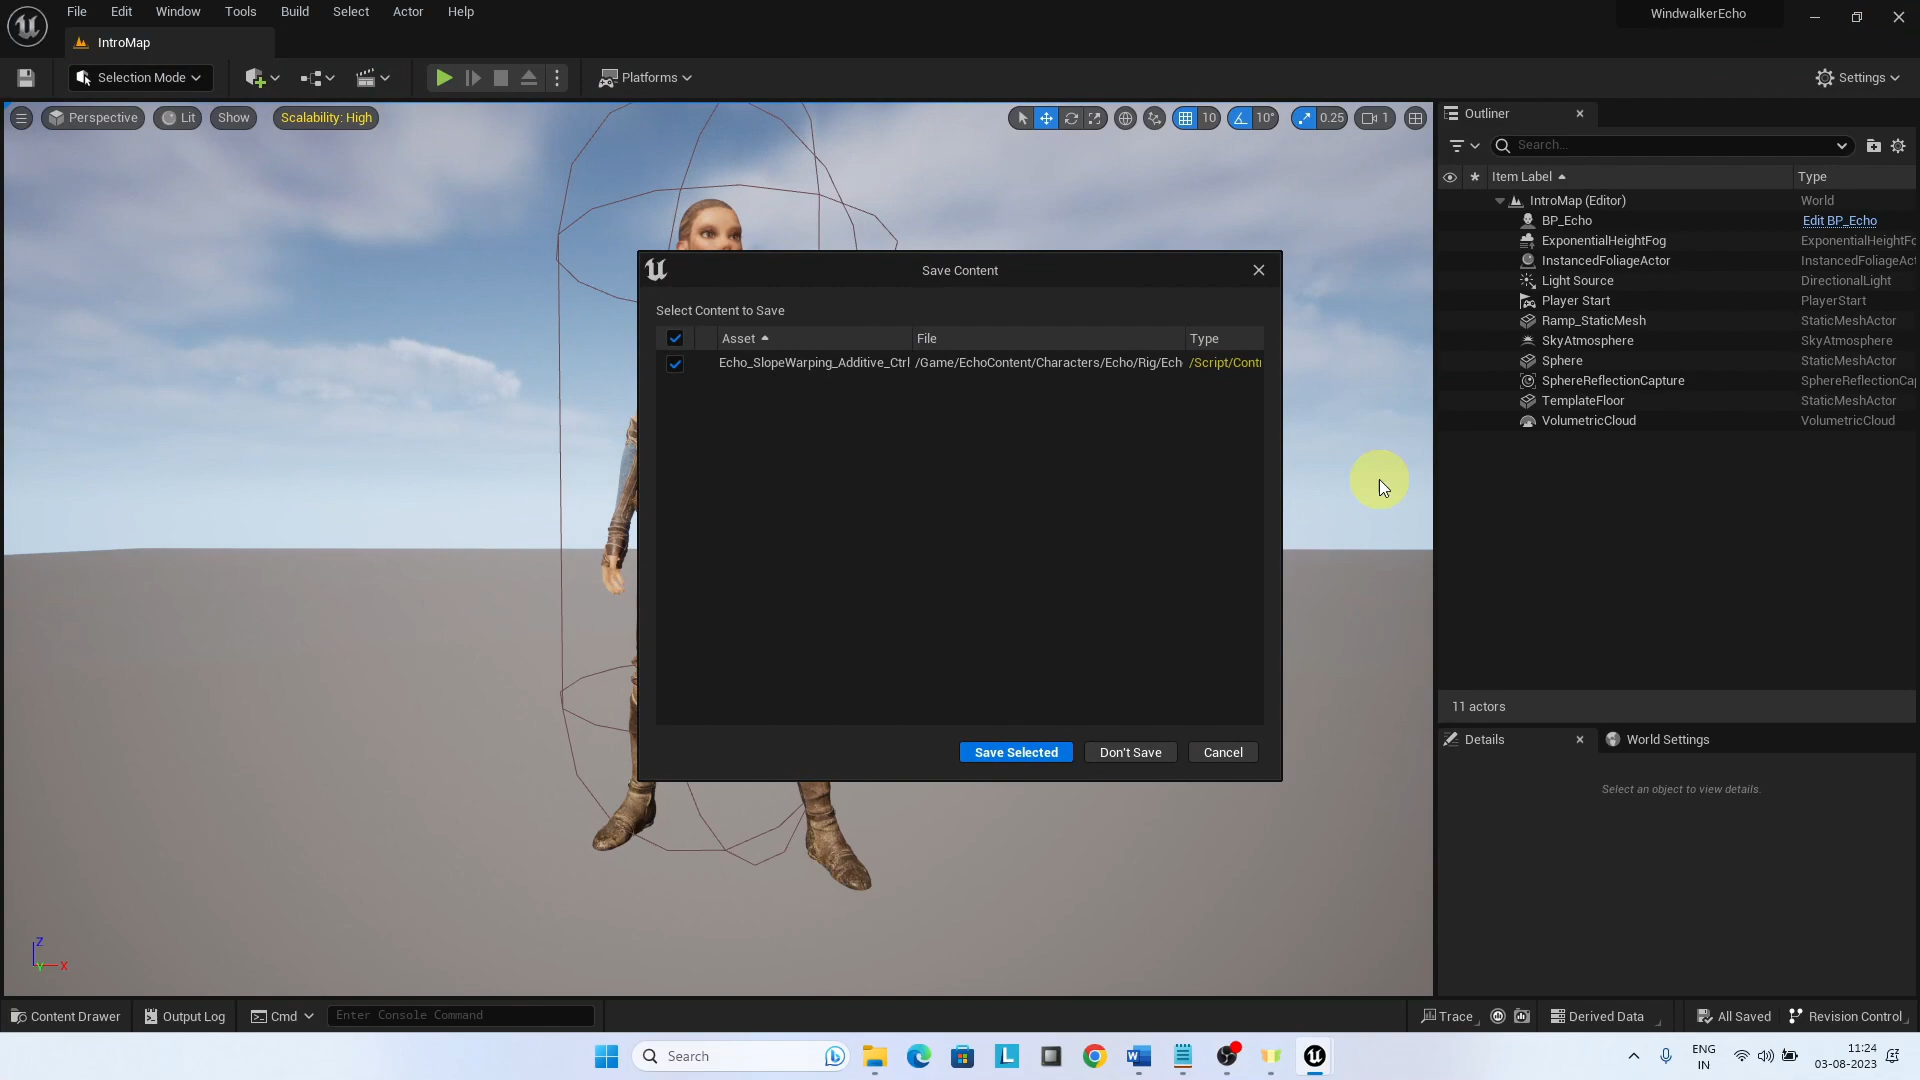 File Edit Window Tools Build Select Actor Help
WindwalkerEcho
IntroMap
Selection Mode
Platforms
Settings
Perspective Lit Show Scalability: High
10 10° 0.25 1
Outliner
Search...
Item Label Type
IntroMap (Editor) World
BP_Echo Edit BP_Echo
ExponentialHeightFog ExponentialHeightFo
InstancedFoliageActor InstancedFoliageAct
Light Source DirectionalLight
Player Start PlayerStart
Ramp_StaticMesh StaticMeshActor
SkyAtmosphere SkyAtmosphere
Sphere StaticMeshActor
SphereReflectionCapture SphereReflectionCap
TemplateFloor StaticMeshActor
VolumetricCloud VolumetricCloud
11 actors
Details World Settings
Select an object to view details.
Save Content
Select Content to Save
Asset File Type
Echo_SlopeWarping_Additive_Ctrl /Game/EchoContent/Characters/Echo/Rig/Ech /Script/Contr
Save Selected Don't Save Cancel
Z
Y X
Content Drawer Output Log Cmd Enter Console Command
Trace Derived Data All Saved Revision Control
Search
ENG
IN
11:24
03-08-2023